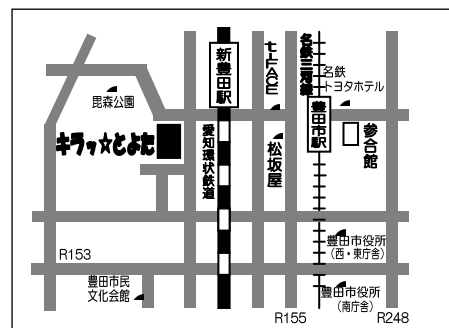 新豊田駅
t-FACE
名鉄三河線
名鉄
トヨタホテル
毘森公園
豊田市駅
参合館
キラッ☆とよた
愛知環状鉄道
松坂屋
R153
豊田市役所
（西・東庁舎）
豊田市民
文化会館
豊田市役所
（南庁舎）
R155
R248